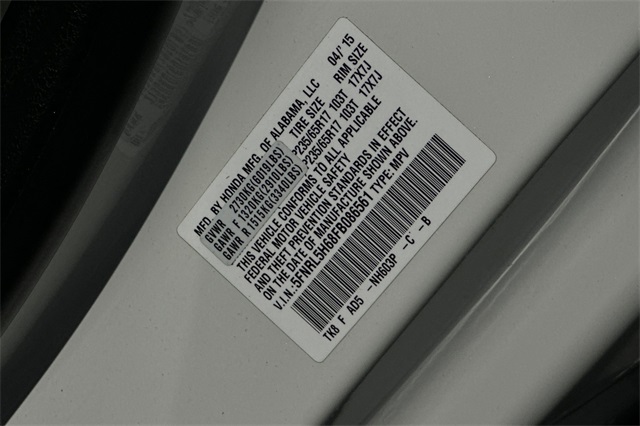 MFD. BY HONDA MFG. OF ALABAMA, LLC 04/'15
GVWR 2730KG(6019LBS) TIRE SIZE RIM SIZE
GAWR F 1323KG(2910LBS) P235/65R17 103T 17X7J
GAWR R 1515KG(3340LBS) P235/65R17 103T 17X7J
THIS VEHICLE CONFORMS TO ALL APPLICABLE
FEDERAL MOTOR VEHICLE SAFETY
AND THEFT PREVENTION STANDARDS IN EFFECT
ON THE DATE OF MANUFACTURE SHOWN ABOVE.
V.I.N.:5FNRL5H68FB086561 TYPE: MPV
TK8 F AD5 -NH603P -C -B